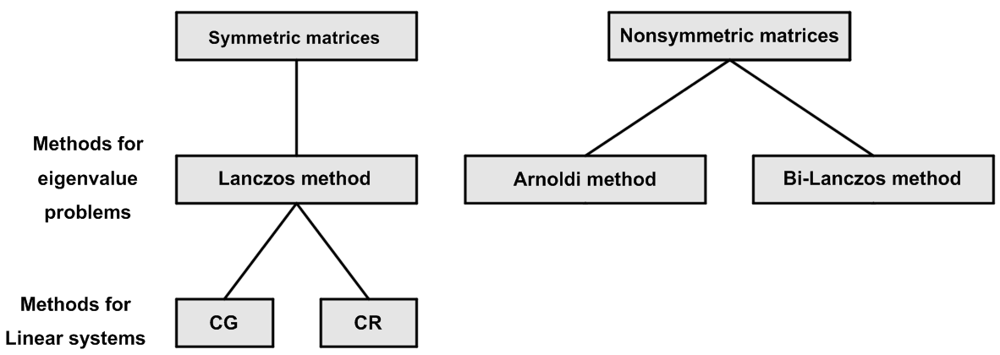 Symmetric matrices
Nonsymmetric matrices
Methods for
eigenvalue
problems
Lanczos method
Arnoldi method
Bi-Lanczos method
Methods for
Linear systems
CG
CR